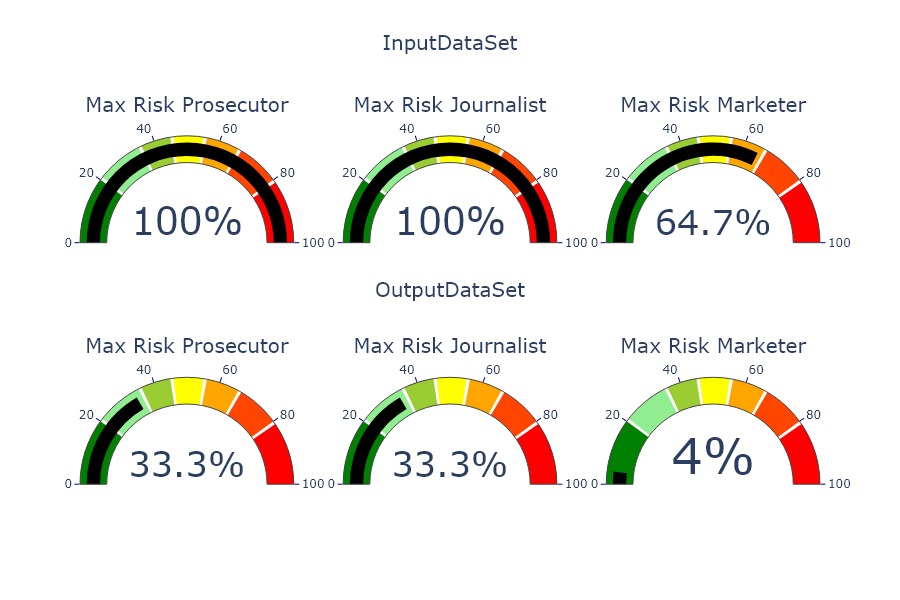 InputDataSet
Max Risk Prosecutor Max Risk Journalist Max Risk Marketer
40 60 40 60 40 60
20 80 20 80 20 80
100% 100% 64.7%
0 100 0 100 0 100
OutputDataSet
Max Risk Prosecutor Max Risk Journalist Max Risk Marketer
40 60 40 60 40 60
20 80 20 80 20 80
33.3% 33.3% 4%
0 100 0 100 0 100